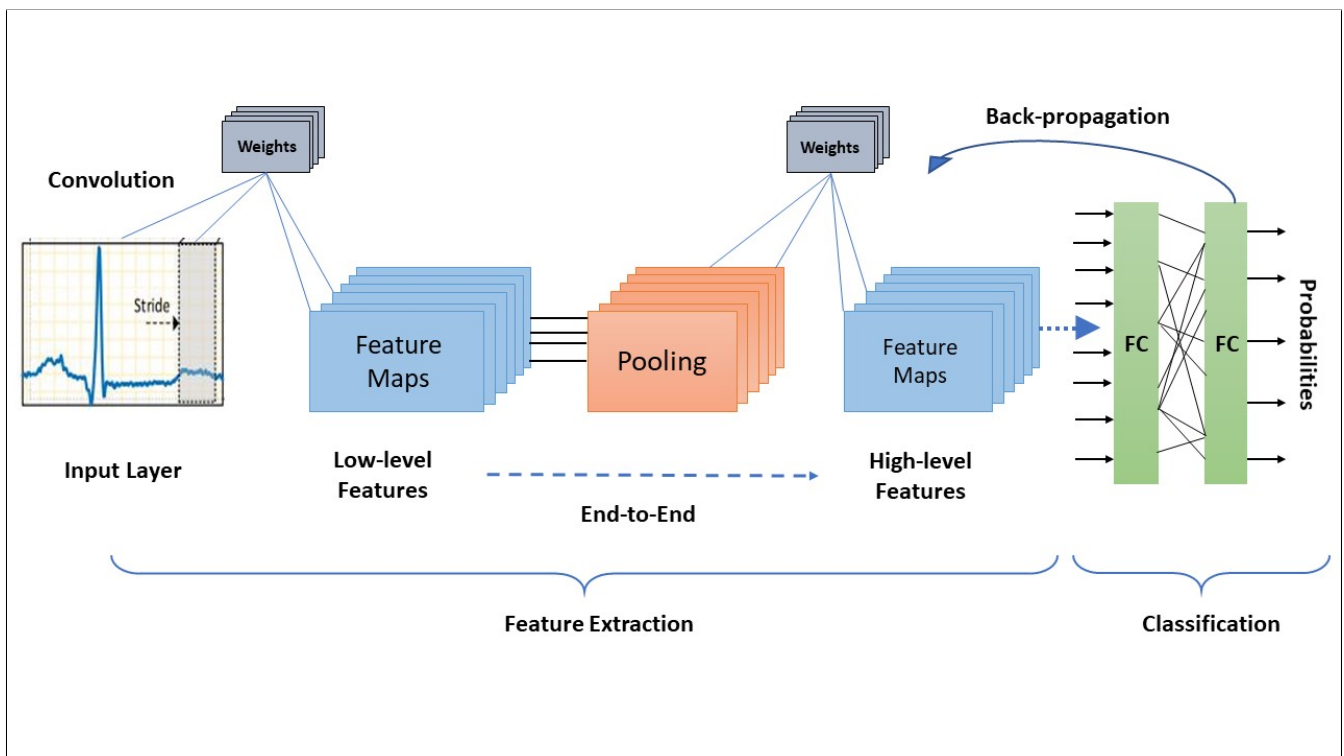 Back-propagation
Weights
Weights
Convolution
Stride
Feature
Maps
Pooling
Feature
Maps
FC
FC
Probabilities
Input Layer
Low-level
Features
High-level
Features
End-to-End
Feature Extraction
Classification